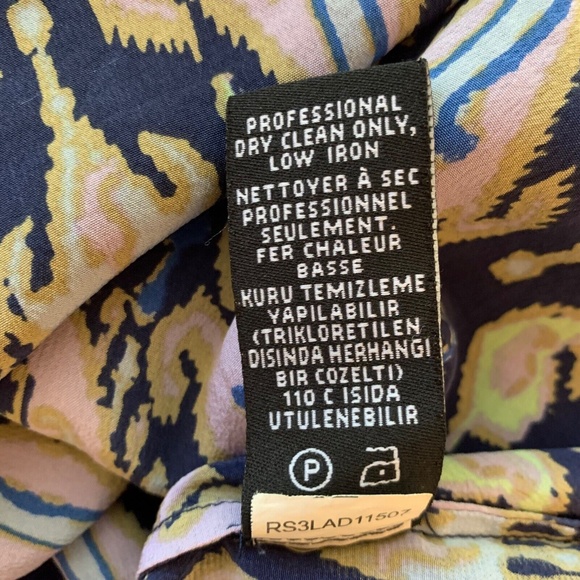 PROFESSIONAL
DRY CLEAN ONLY,
LOW IRON
NETTOYER À SEC
PROFESSIONNEL
SEULEMENT.
FER CHALEUR
BASSE
KURU TEMIZLEME
YAPILABILIR
(TRIKLORETILEN
DISINDA HERHANGI
BIR COZELTI)
110 C ISIDA
UTULENEBILIR
P
RS3LAD11507